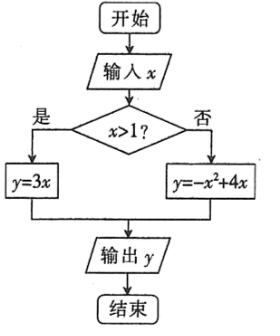 开始
输入 x
x>1?
是
否
y=3x
y=-x²+4x
输出 y
结束